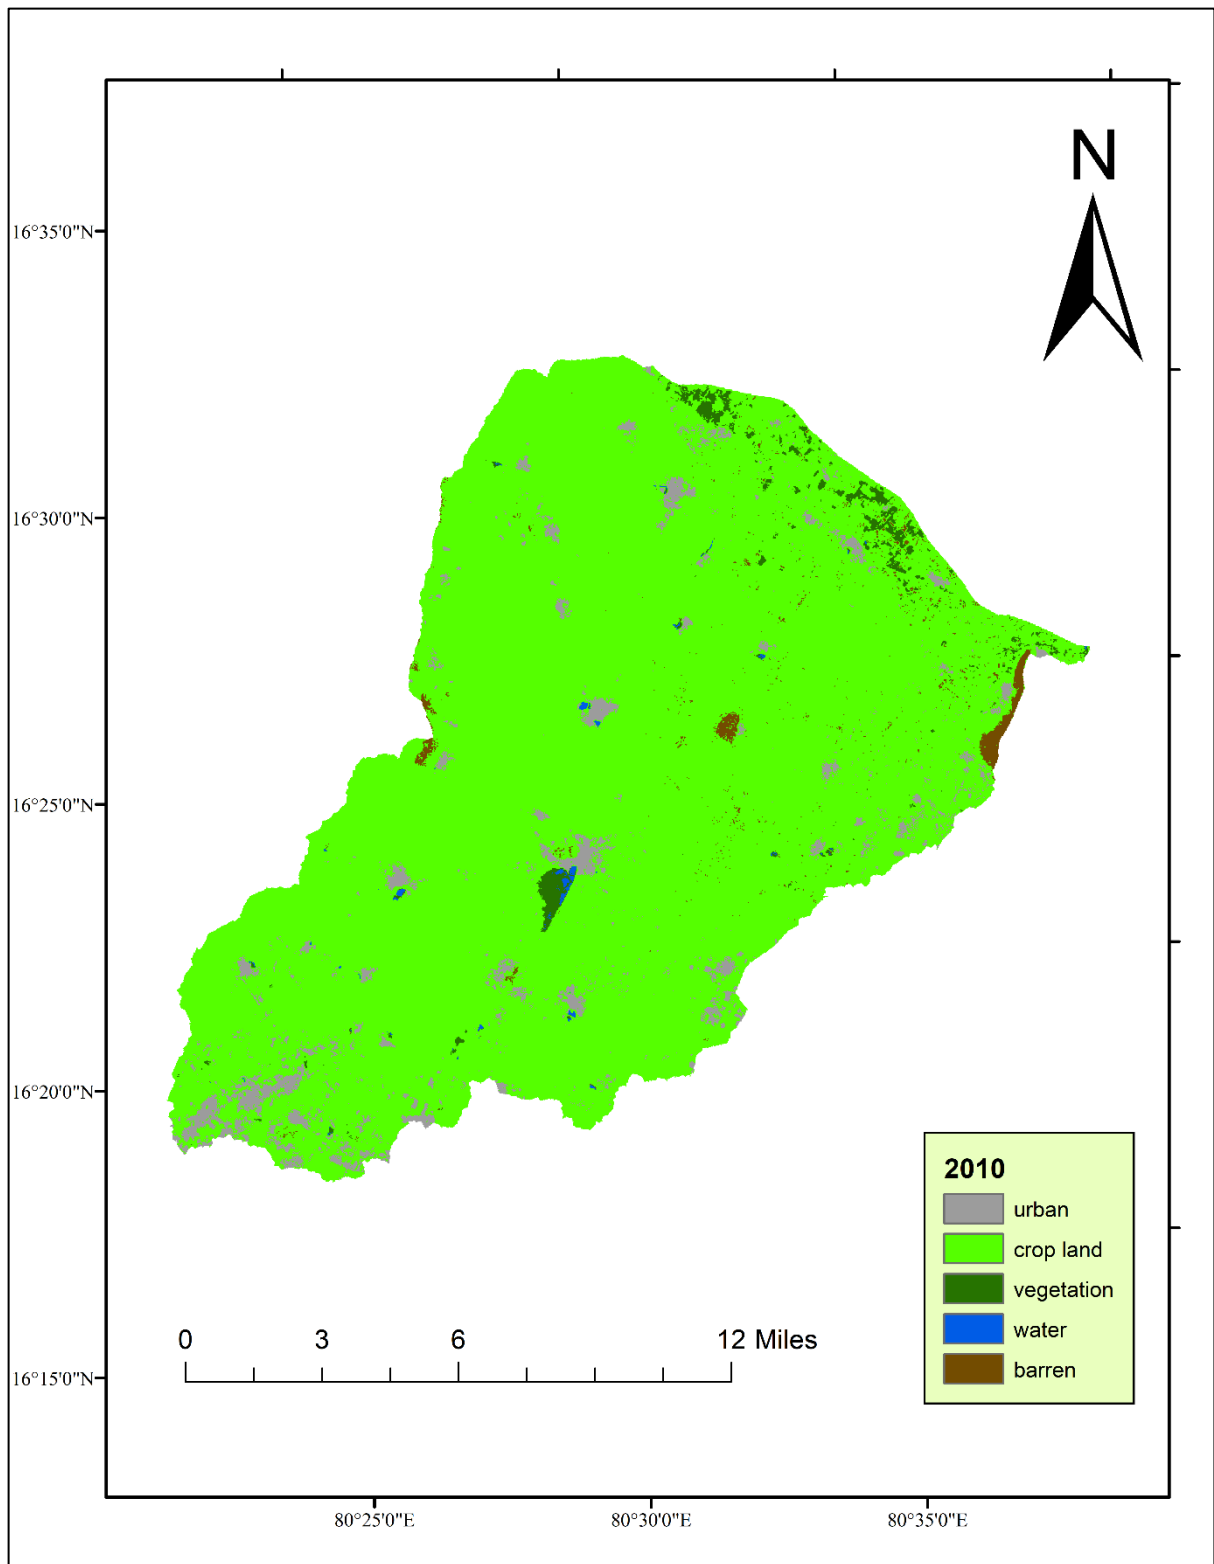 N
16°35'0"N
16°30'0"N
16°25'0"N
16°20'0"N
16°15'0"N
2010
urban
crop land
vegetation
water
barren
0 3 6 12 Miles
80°25'0"E 80°30'0"E 80°35'0"E